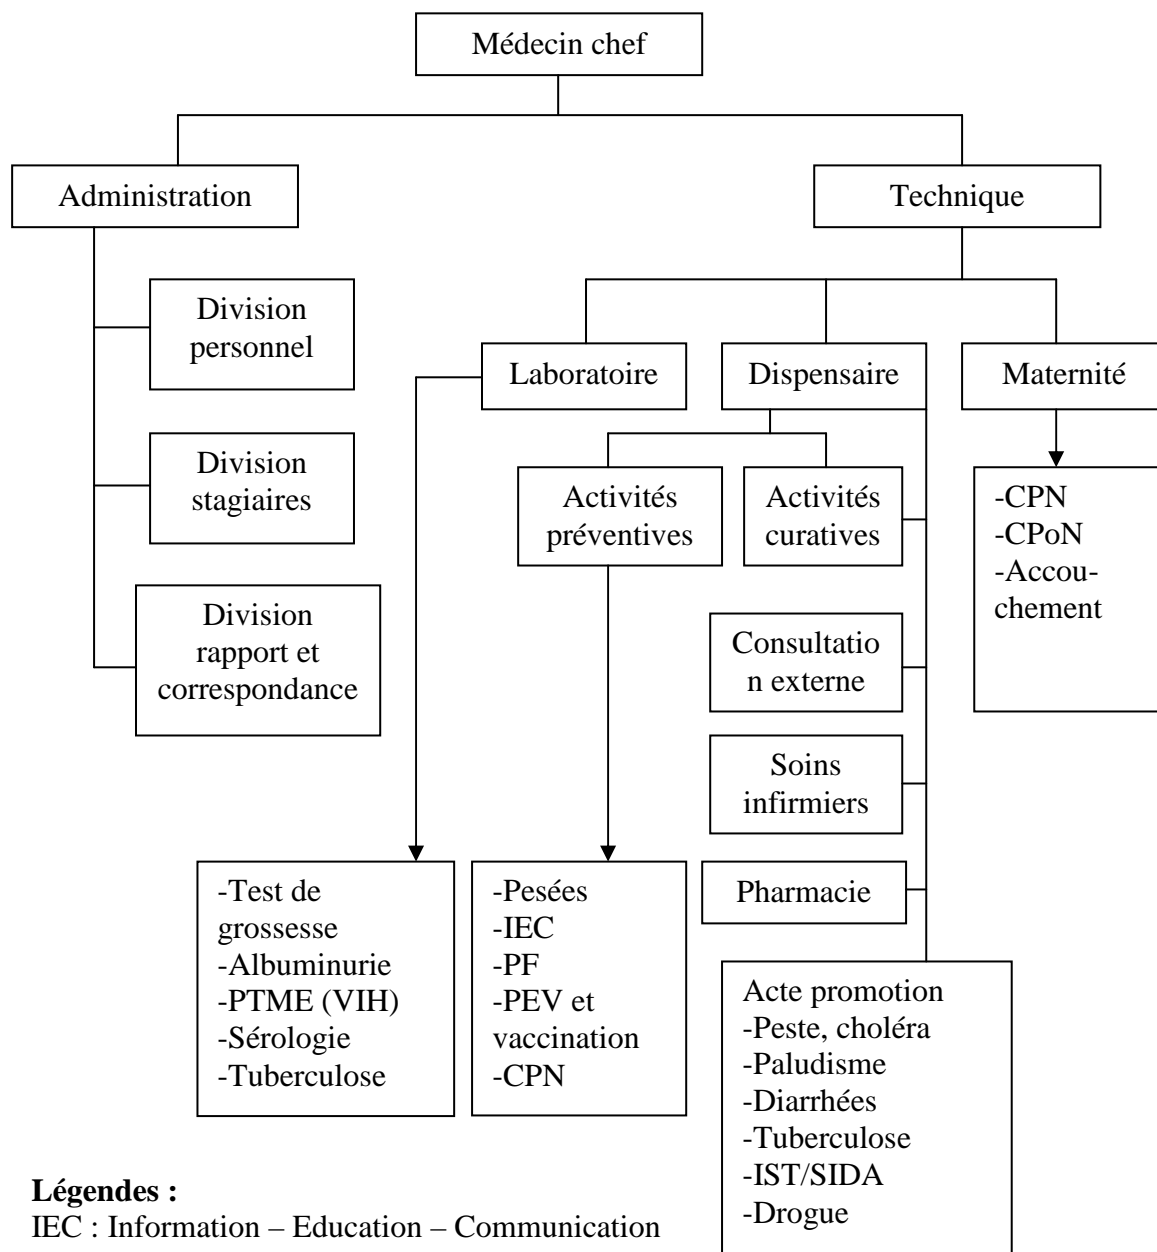 Médecin chef
Administration
Technique
Division
personnel
Division
stagiaires
Division
rapport et
correspondance
Laboratoire
Dispensaire
Maternité
Activités
préventives
Activités
curatives
-CPN
-CPoN
-Accou-
chement
Consultatio
n externe
Soins
infirmiers
Pharmacie
-Test de
grossesse
-Albuminurie
-PTME (VIH)
-Sérologie
-Tuberculose
-Pesées
-IEC
-PF
-PEV et
vaccination
-CPN
Acte promotion
-Peste, choléra
-Paludisme
-Diarrhées
-Tuberculose
-IST/SIDA
-Drogue
Légendes :
IEC : Information – Education – Communication